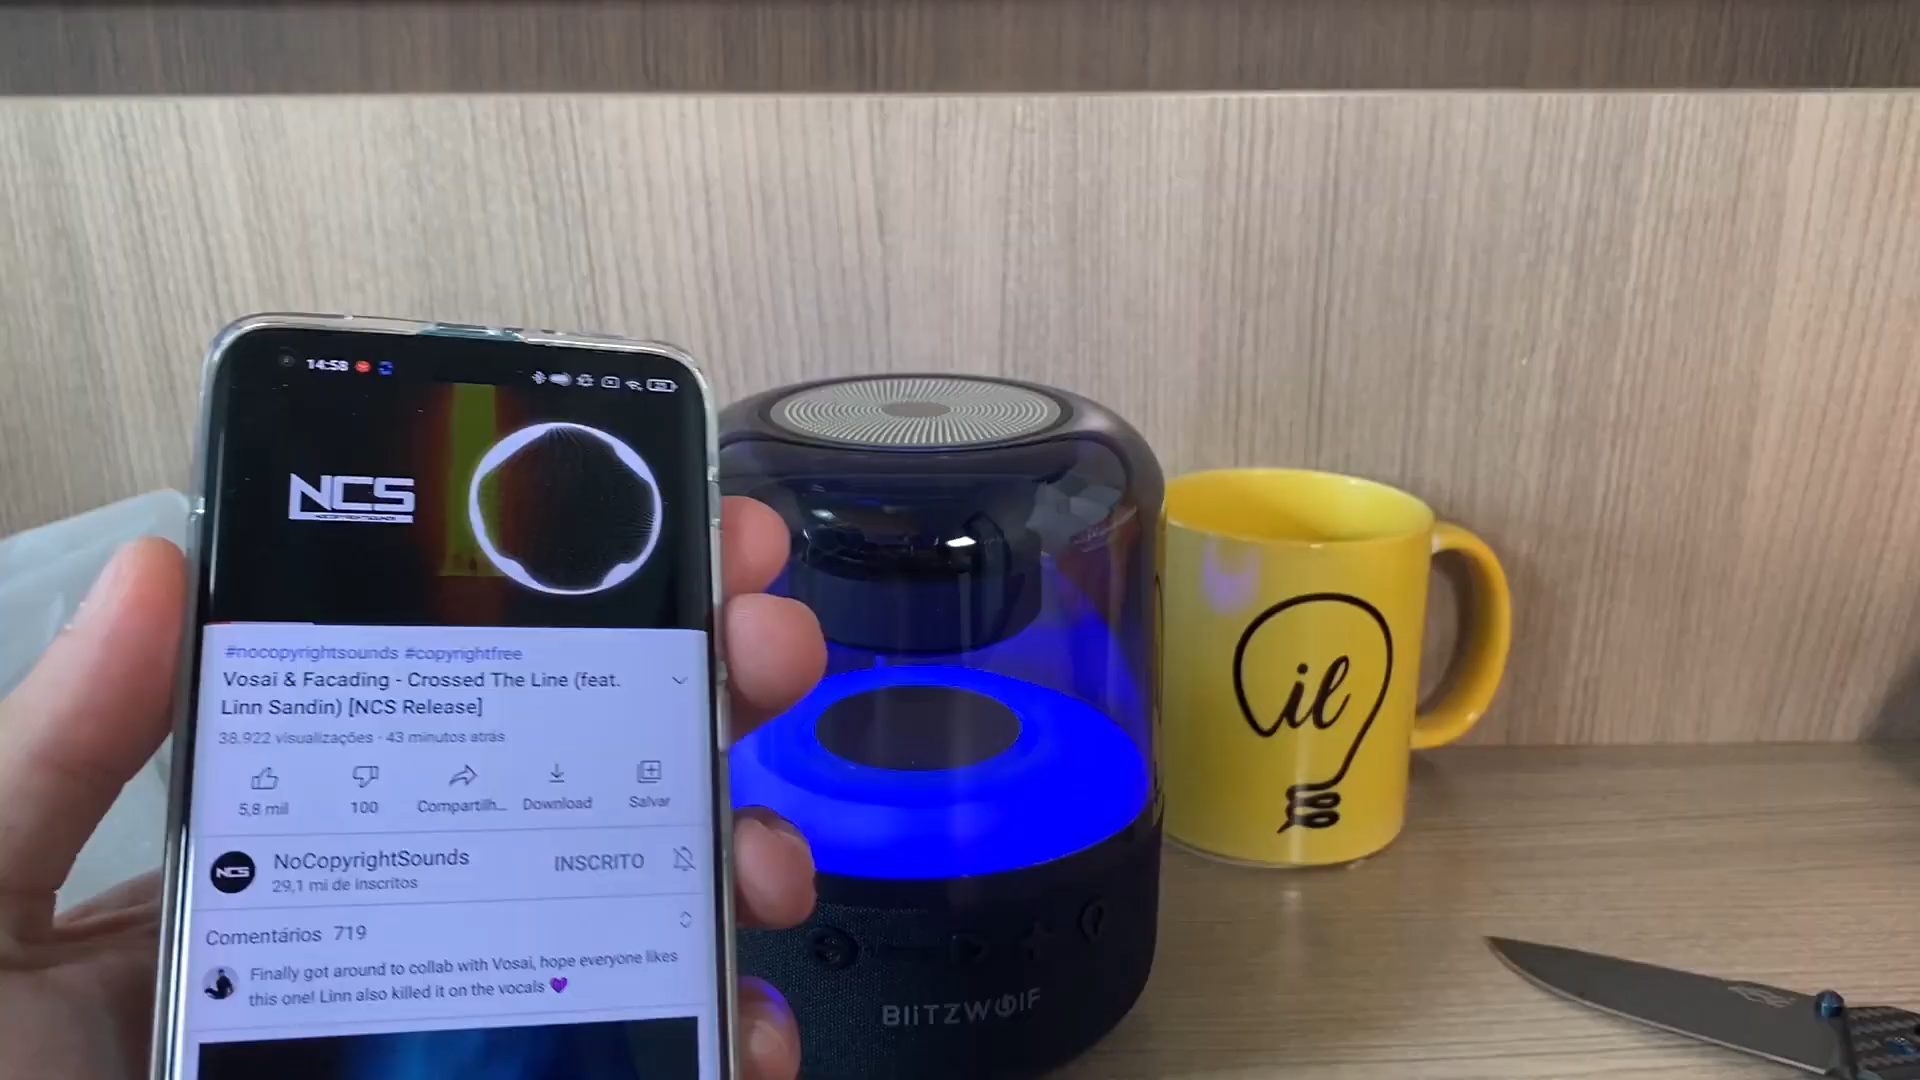 14:58
NCS
#nocopyrightsounds #copyrightfree
Vosai & Facading - Crossed The Line (feat.
Linn Sandin) [NCS Release]
38.922 visualizações · 43 minutos atrás
5,8 mil
100
Compartilh...
Download
Salvar
NCS
NoCopyrightSounds
INSCRITO
29,1 mi de inscritos
Comentários 719
Finally got around to collab with Vosai, hope everyone likes
this one! Linn also killed it on the vocals 💜
BLITZWOLF
il